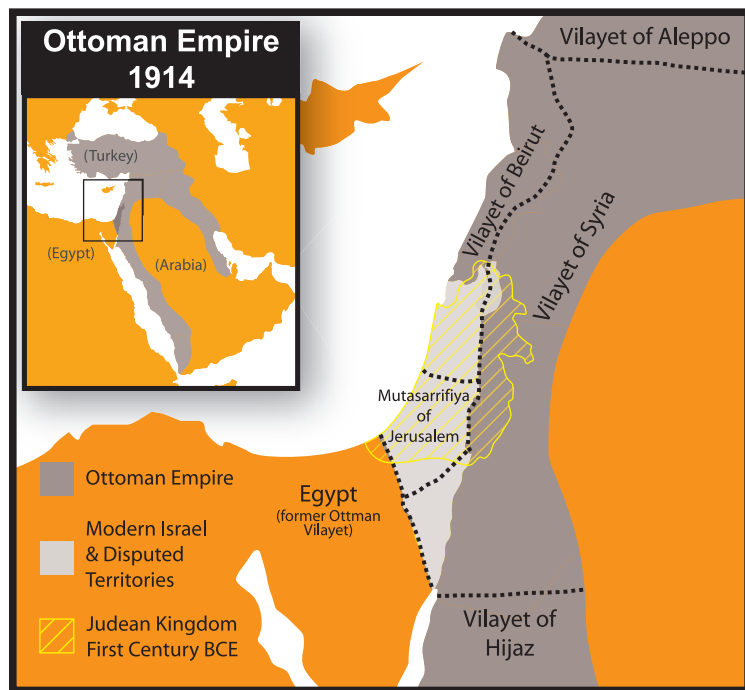 Ottoman Empire
1914
(Turkey)
(Egypt)
(Arabia)
Vilayet of Aleppo
Vilayet of Beirut
Vilayet of Syria
Mutasarrifiya
of
Jerusalem
Egypt
(former Ottman
Vilayet)
Vilayet of
Hijaz
Ottoman Empire
Modern Israel
& Disputed
Territories
Judean Kingdom
First Century BCE